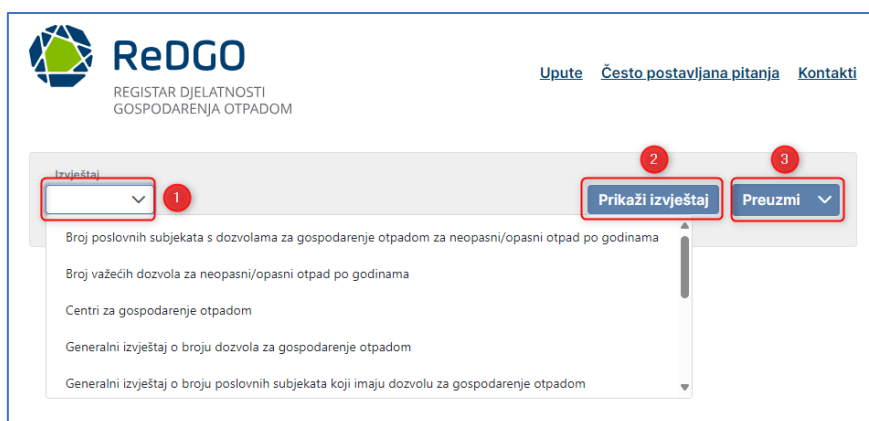 ReDGO
REGISTAR DJELATNOSTI
GOSPODARENJA OTPADOM
Upute Često postavljana pitanja Kontakti
Izvještaj
1
2
3
Prikaži izvještaj
Preuzmi
Broj poslovnih subjekata s dozvolama za gospodarenje otpadom za neopasni/opasni otpad po godinama
Broj važećih dozvola za neopasni/opasni otpad po godinama
Centri za gospodarenje otpadom
Generalni izvještaj o broju dozvola za gospodarenje otpadom
Generalni izvještaj o broju poslovnih subjekata koji imaju dozvolu za gospodarenje otpadom